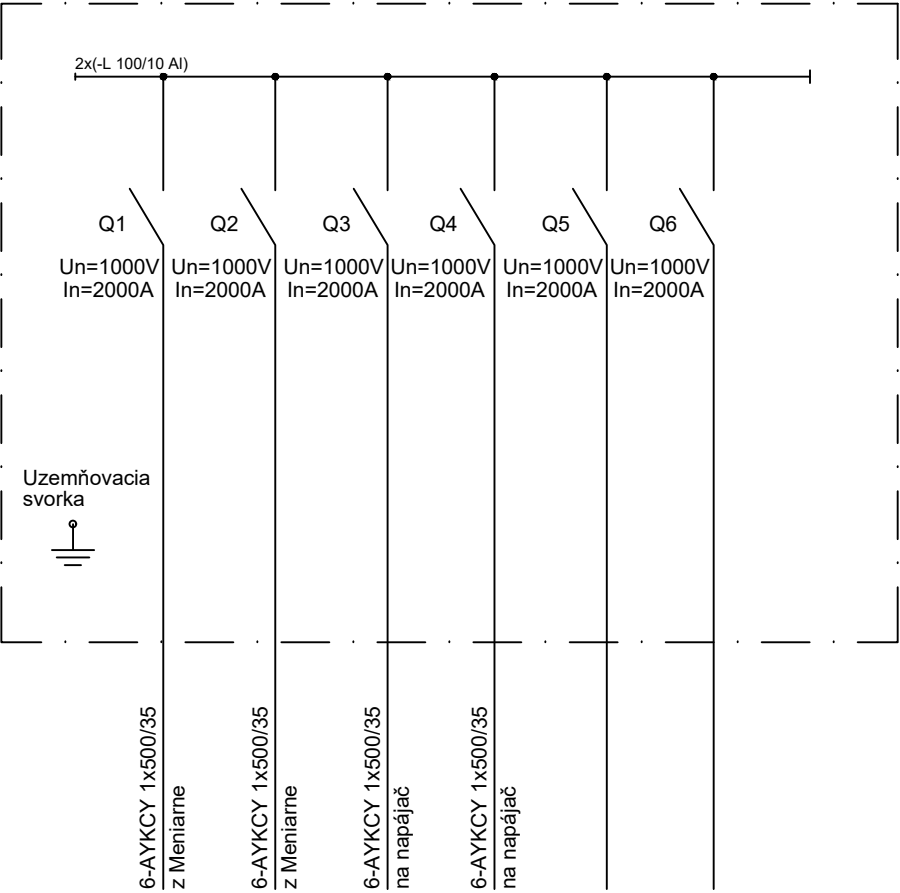 2x(-L 100/10 Al)
Q1
Q2
Q3
Q4
Q5
Q6
Un=1000V
In=2000A
Un=1000V
In=2000A
Un=1000V
In=2000A
Un=1000V
In=2000A
Un=1000V
In=2000A
Un=1000V
In=2000A
Uzemňovacia
svorka
6-AYKCY 1x500/35
z Meniarne
6-AYKCY 1x500/35
z Meniarne
6-AYKCY 1x500/35
na napájač
6-AYKCY 1x500/35
na napájač